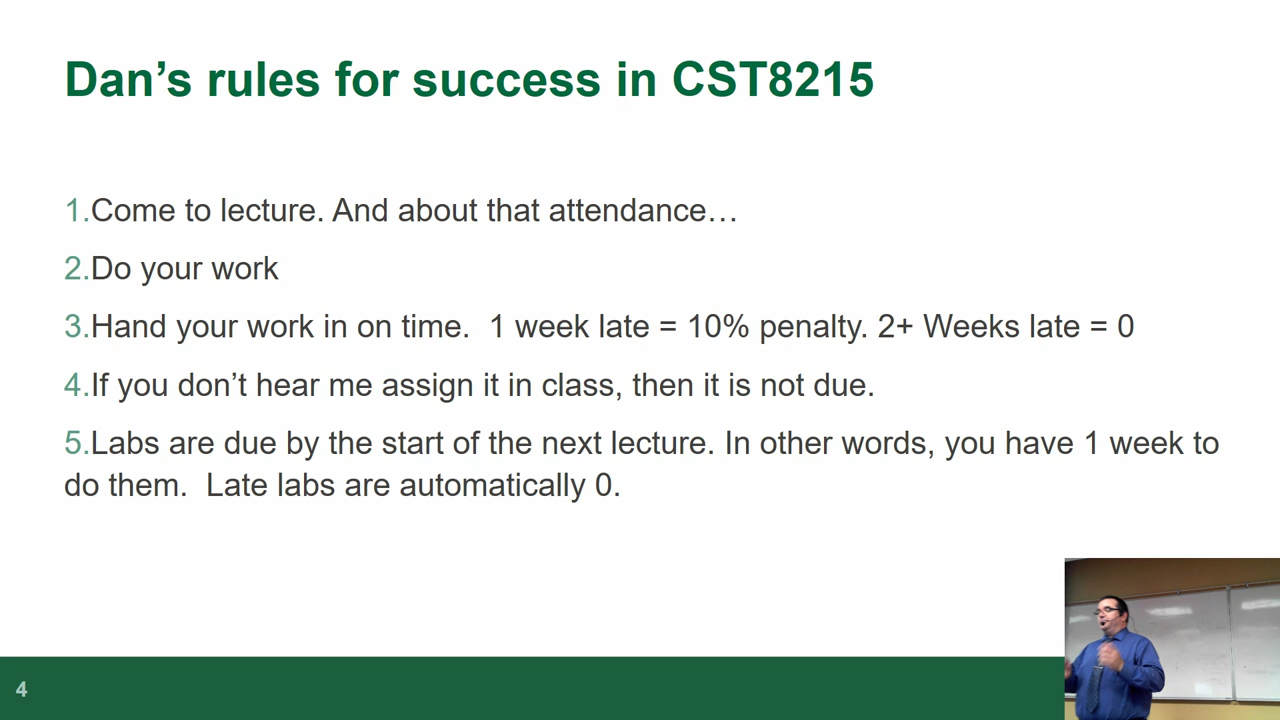 Dan’s rules for success in CST8215
1.Come to lecture. And about that attendance…
2.Do your work
3.Hand your work in on time.  1 week late = 10% penalty. 2+ Weeks late = 0
4.If you don’t hear me assign it in class, then it is not due.
5.Labs are due by the start of the next lecture. In other words, you have 1 week to
do them.  Late labs are automatically 0.
4